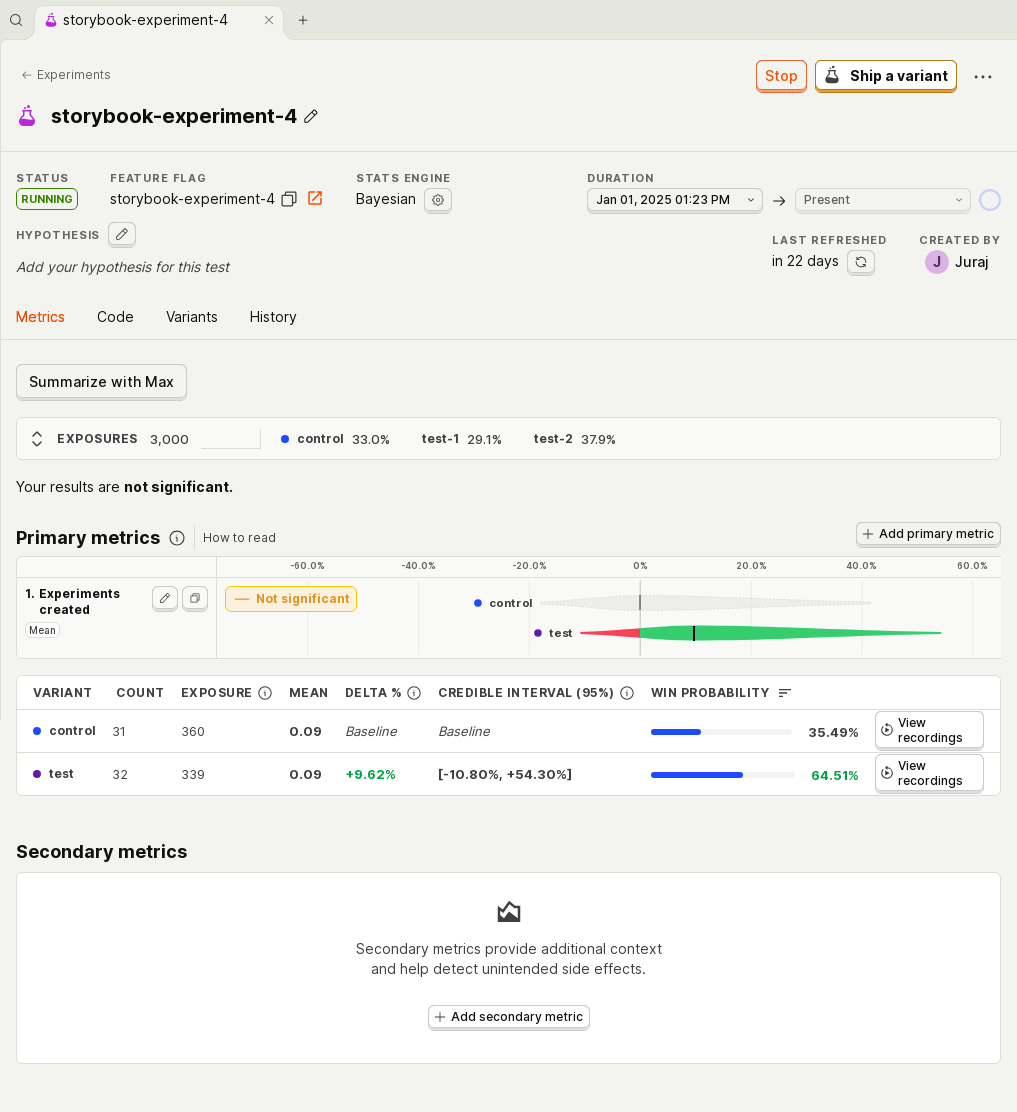 storybook-experiment-4
Experiments
Stop
Ship a variant
storybook-experiment-4
STATUS
RUNNING
FEATURE FLAG
storybook-experiment-4
STATS ENGINE
Bayesian
DURATION
Jan 01, 2025 01:23 PM
Present
HYPOTHESIS
Add your hypothesis for this test
LAST REFRESHED
in 22 days
CREATED BY
J Juraj
Metrics Code Variants History
Summarize with Max
EXPOSURES 3,000 control 33.0% test-1 29.1% test-2 37.9%
Your results are not significant.
Primary metrics How to read
Add primary metric
-60.0% -40.0% -20.0% 0% 20.0% 40.0% 60.0%
1. Experiments
created
Mean
Not significant
control
test
VARIANT COUNT EXPOSURE MEAN DELTA % CREDIBLE INTERVAL (95%) WIN PROBABILITY
control 31 360 0.09 Baseline Baseline 35.49% View
recordings
test 32 339 0.09 +9.62% [-10.80%, +54.30%] 64.51% View
recordings
Secondary metrics
Secondary metrics provide additional context
and help detect unintended side effects.
Add secondary metric